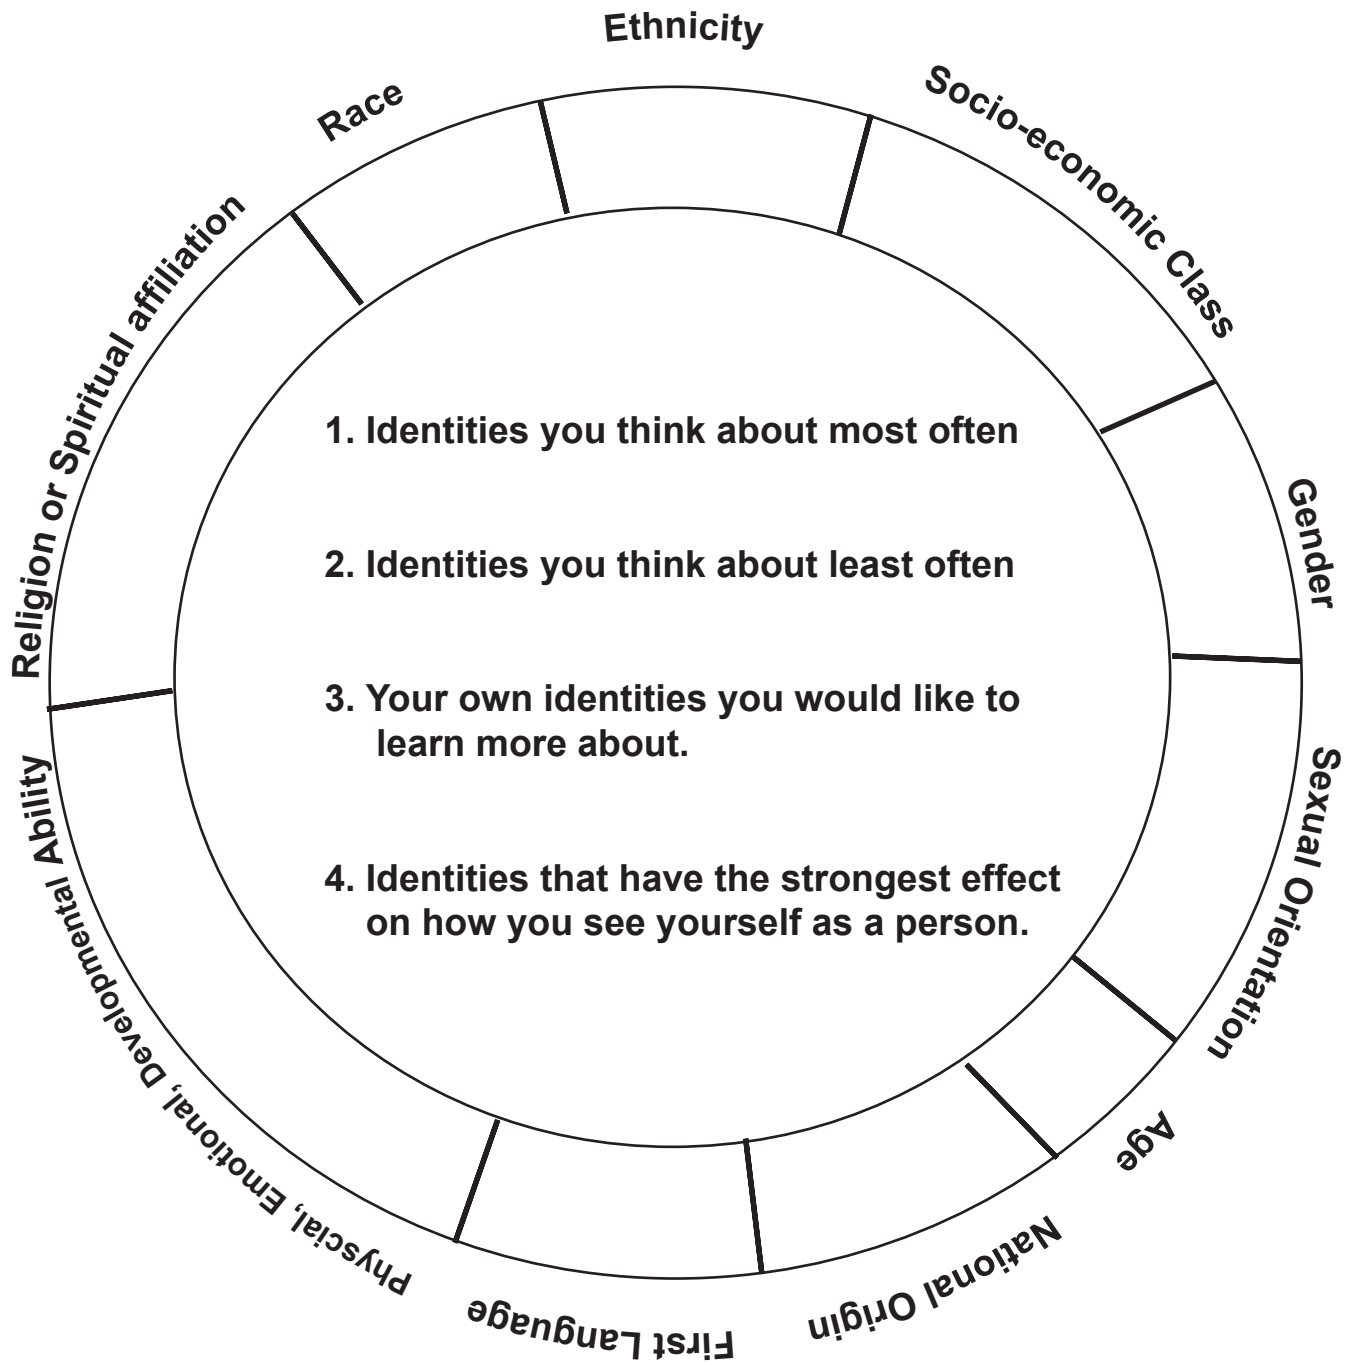 Ethnicity
Socio-economic Class
Gender
Sexual Orientation
Age
National Origin
First Language
Physcial, Emotional, Developmental Ability
Religion or Spiritual affiliation
Race
1. Identities you think about most often
2. Identities you think about least often
3. Your own identities you would like to
learn more about.
4. Identities that have the strongest effect
on how you see yourself as a person.